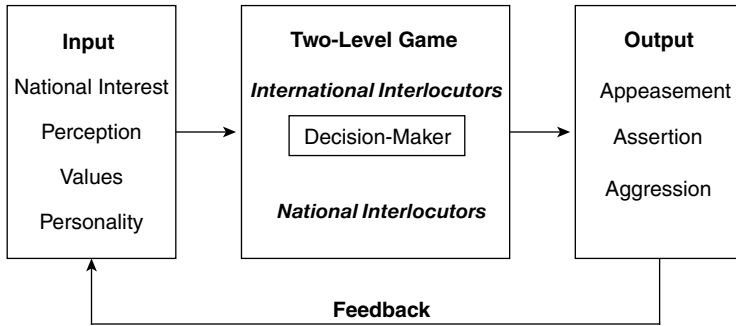 Input
National Interest
Perception
Values
Personality
Two-Level Game
International Interlocutors
Decision-Maker
National Interlocutors
Output
Appeasement
Assertion
Aggression
Feedback